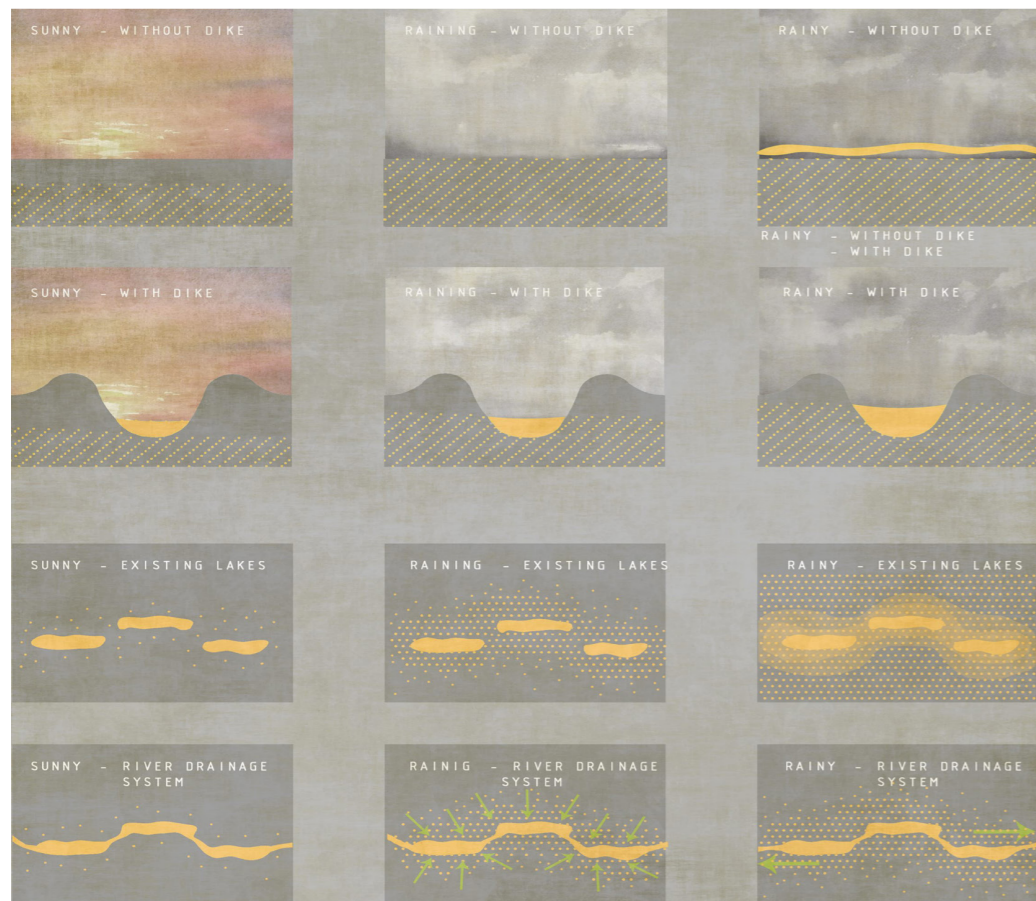 SUNNY - WITHOUT DIKE
RAINING - WITHOUT DIKE
RAINY - WITHOUT DIKE
RAINY - WITHOUT DIKE
- WITH DIKE
SUNNY - WITH DIKE
RAINING - WITH DIKE
RAINY - WITH DIKE
SUNNY - EXISTING LAKES
RAINING - EXISTING LAKES
RAINY - EXISTING LAKES
SUNNY - RIVER DRAINAGE
SYSTEM
RAINIG - RIVER DRAINAGE
SYSTEM
RAINY - RIVER DRAINAGE
SYSTEM